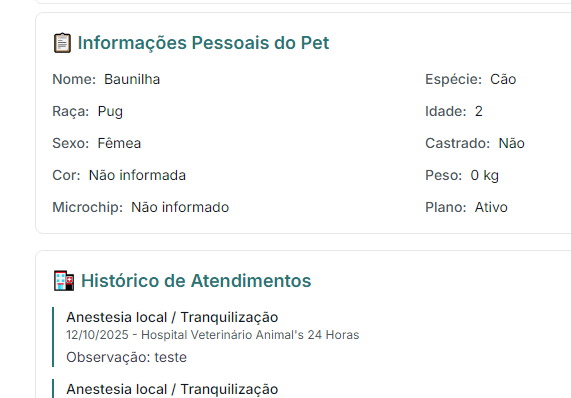 Informações Pessoais do Pet
Nome: Baunilha
Espécie: Cão
Raça: Pug
Idade: 2
Sexo: Fêmea
Castrado: Não
Cor: Não informada
Peso: 0 kg
Microchip: Não informado
Plano: Ativo
Histórico de Atendimentos
Anestesia local / Tranquilização
12/10/2025 - Hospital Veterinário Animal's 24 Horas
Observação: teste
Anestesia local / Tranquilização